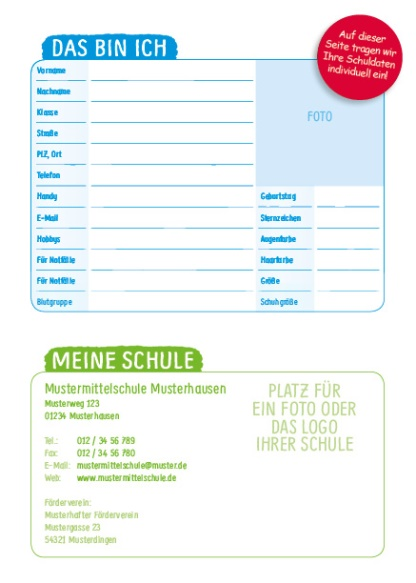 DAS BIN ICH
Auf dieser
Seite tragen wir
Ihre Schuldaten
individuell ein!
Vorname
Nachname
Klasse
Straße
PLZ, Ort
Telefon
Handy
E-Mail
Hobbys
Für Notfälle
Für Notfälle
Blutgruppe
FOTO
Geburtstag
Sternzeichen
Augenfarbe
Haarfarbe
Größe
Schuhgröße
MEINE SCHULE
Mustermittelschule Musterhausen
Musterweg 123
01234 Musterhausen
Tel.: 012 / 34 56 789
Fax: 012 / 34 56 780
E-Mail: mustermittelschule@muster.de
Web: www.mustermittelschule.de
Förderverein:
Musterhafter Förderverein
Mustergasse 23
54321 Musterdingen
PLATZ FÜR
EIN FOTO ODER
DAS LOGO
IHRER SCHULE